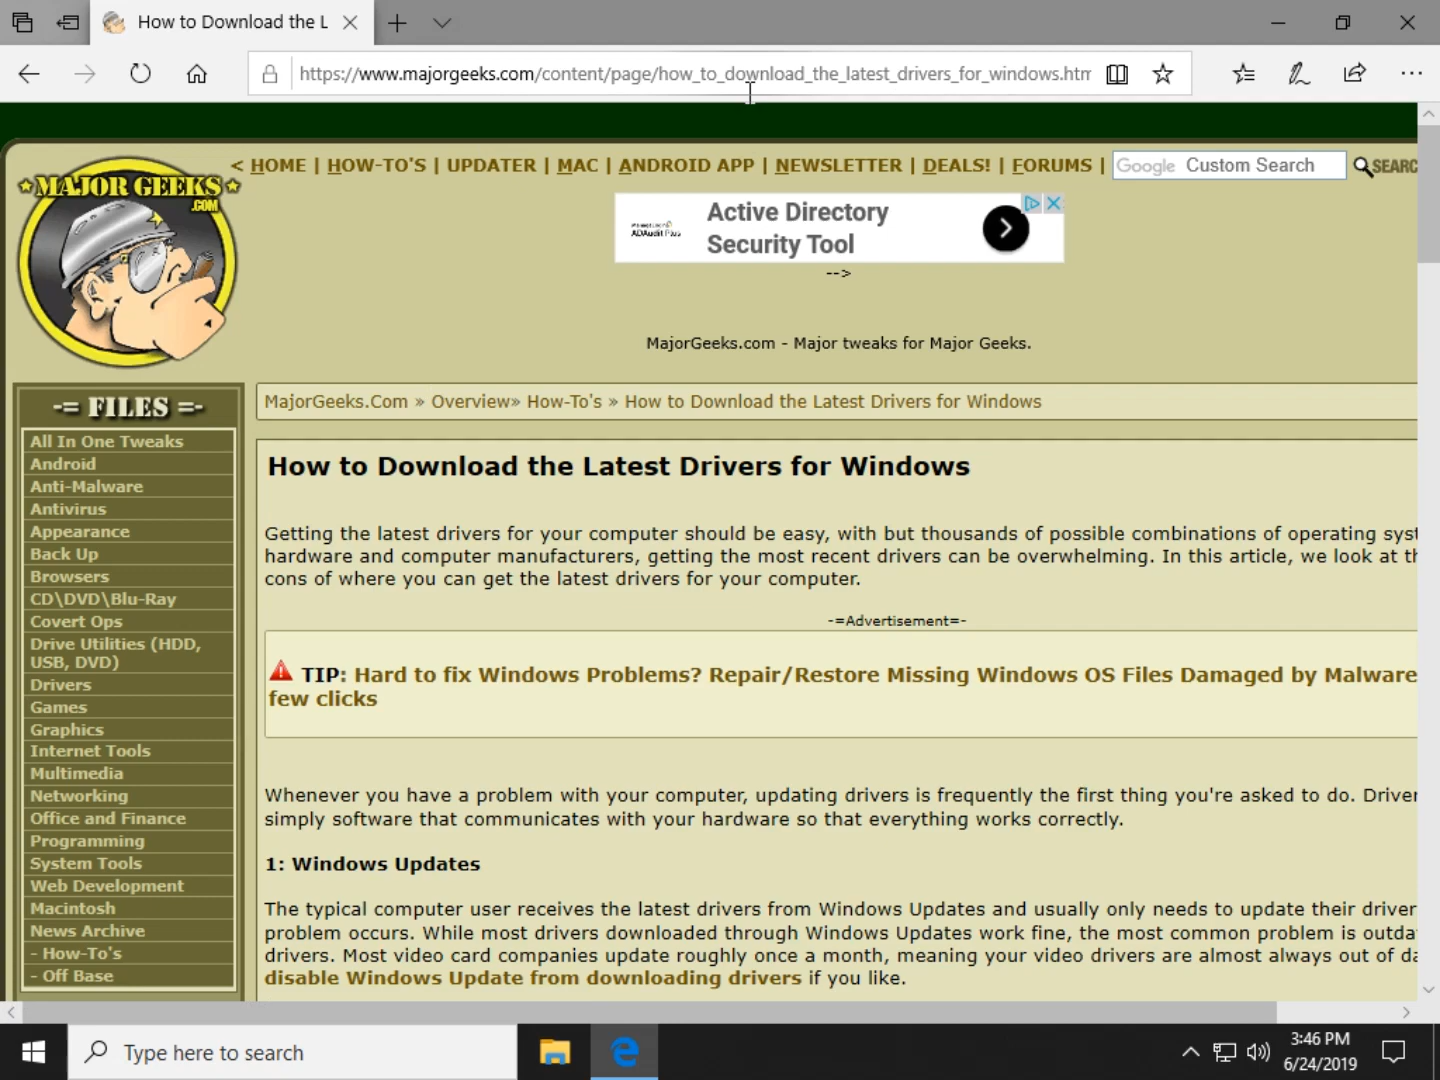 How to Download the L
https://www.majorgeeks.com/content/page/how_to_download_the_latest_drivers_for_windows.htm
MAJOR GEEKS
.COM
< HOME | HOW-TO'S | UPDATER | MAC | ANDROID APP | NEWSLETTER | DEALS! | FORUMS |
Google Custom Search
SEARC
ADAudit Plus
Active Directory
Security Tool
-->
MajorGeeks.com - Major tweaks for Major Geeks.
-= FILES =-
All In One Tweaks
Android
Anti-Malware
Antivirus
Appearance
Back Up
Browsers
CD\DVD\Blu-Ray
Covert Ops
Drive Utilities (HDD,
USB, DVD)
Drivers
Games
Graphics
Internet Tools
Multimedia
Networking
Office and Finance
Programming
System Tools
Web Development
Macintosh
News Archive
- How-To's
- Off Base
MajorGeeks.Com » Overview» How-To's » How to Download the Latest Drivers for Windows
How to Download the Latest Drivers for Windows
Getting the latest drivers for your computer should be easy, with but thousands of possible combinations of operating syst
hardware and computer manufacturers, getting the most recent drivers can be overwhelming. In this article, we look at th
cons of where you can get the latest drivers for your computer.
-=Advertisement=-
TIP: Hard to fix Windows Problems? Repair/Restore Missing Windows OS Files Damaged by Malware
few clicks
Whenever you have a problem with your computer, updating drivers is frequently the first thing you're asked to do. Driver
simply software that communicates with your hardware so that everything works correctly.
1: Windows Updates
The typical computer user receives the latest drivers from Windows Updates and usually only needs to update their driver
problem occurs. While most drivers downloaded through Windows Updates work fine, the most common problem is outda
drivers. Most video card companies update roughly once a month, meaning your video drivers are almost always out of da
disable Windows Update from downloading drivers if you like.
Type here to search
3:46 PM
6/24/2019